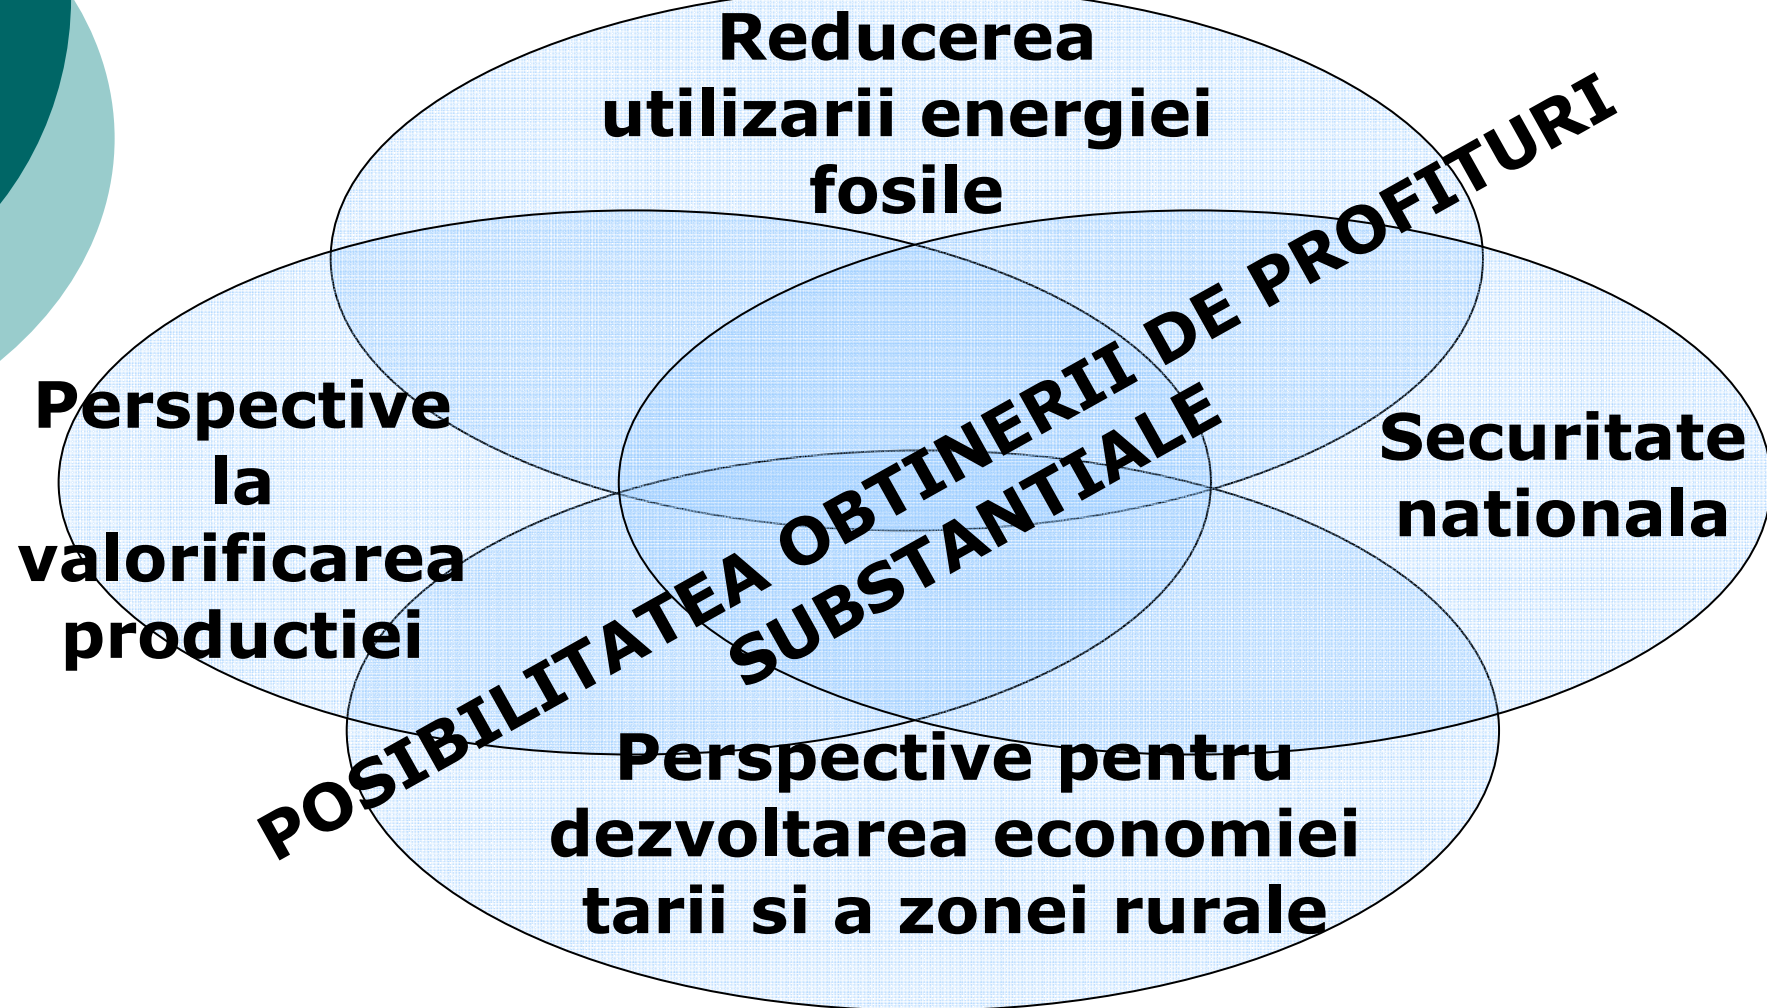 Reducerea
utilizarii energiei
fosile
POSIBILITATEA OBTINERII DE PROFITURI
SUBSTANTIALE
Perspective
la
valorificarea
productiei
Securitate
nationala
Perspective pentru
dezvoltarea economiei
tarii si a zonei rurale